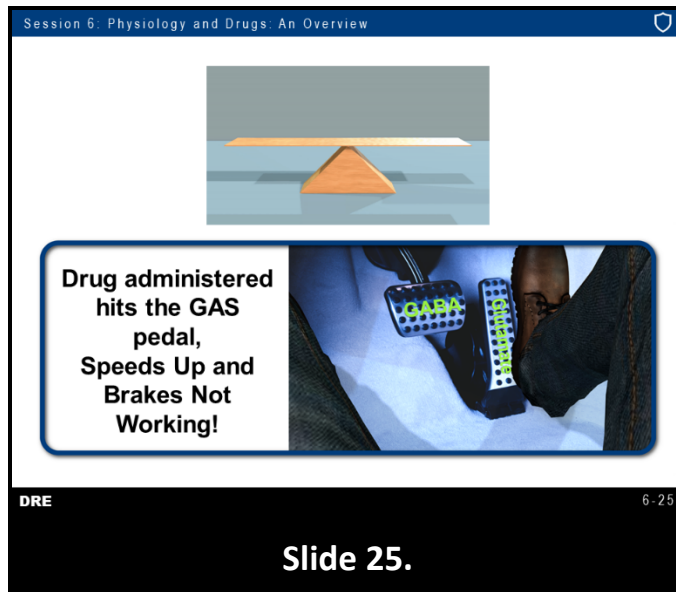 Session 6: Physiology and Drugs: An Overview
Drug administered
hits the GAS
pedal,
Speeds Up and
Brakes Not
Working!
GABA
Glutamate
DRE
6-25
Slide 25.